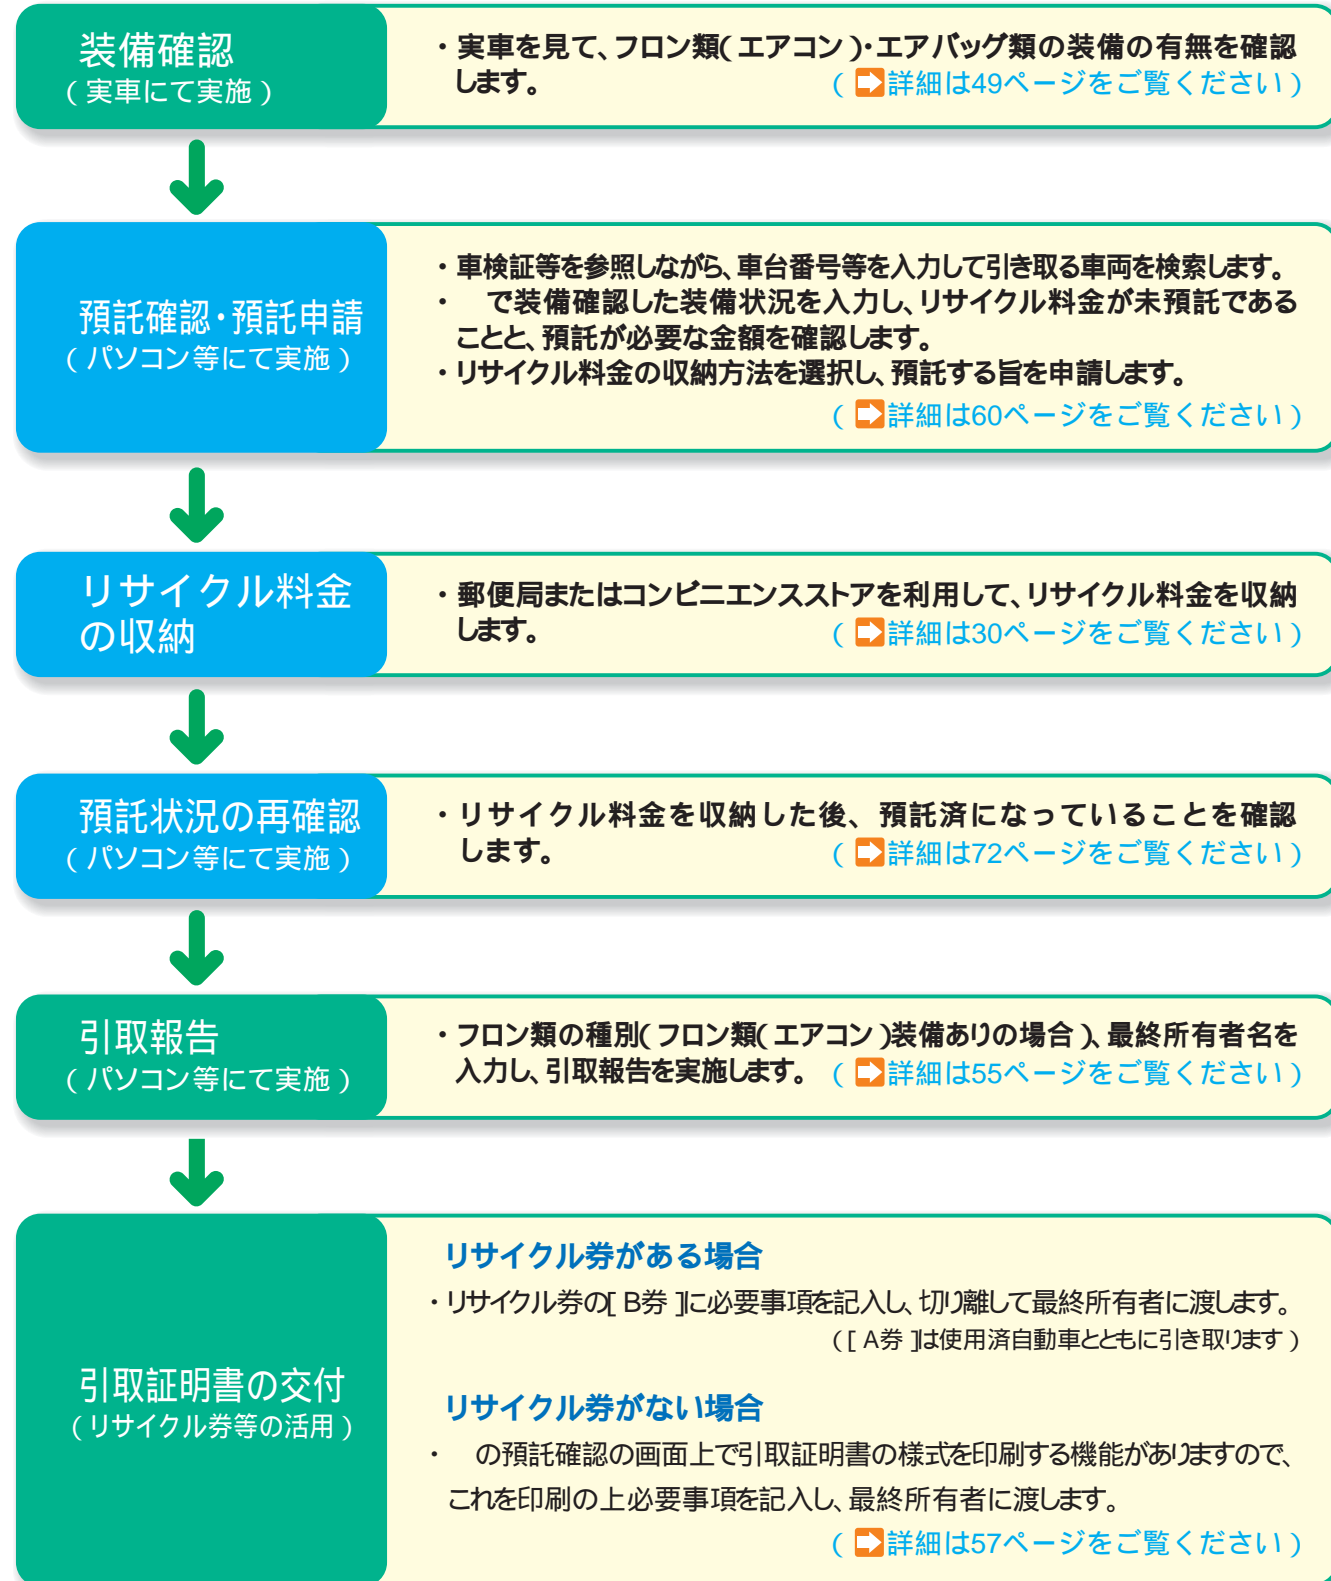 装備確認
(実車にて実施)
・実車を見て、フロン類(エアコン)・エアバッグ類の装備の有無を確認
します。
(詳細は49ページをご覧ください)
預託確認・預託申請
(パソコン等にて実施)
・車検証等を参照しながら、車台番号等を入力して引き取る車両を検索します。
・ で装備確認した装備状況を入力し、リサイクル料金が未預託である
ことと、預託が必要な金額を確認します。
・リサイクル料金の収納方法を選択し、預託する旨を申請します。
(詳細は60ページをご覧ください)
リサイクル料金
の収納
・郵便局またはコンビニエンスストアを利用して、リサイクル料金を収納
します。
(詳細は30ページをご覧ください)
預託状況の再確認
(パソコン等にて実施)
・リサイクル料金を収納した後、預託済になっていることを確認
します。
(詳細は72ページをご覧ください)
引取報告
(パソコン等にて実施)
・フロン類の種別(フロン類(エアコン)装備ありの場合)、最終所有者名を
入力し、引取報告を実施します。
(詳細は55ページをご覧ください)
引取証明書の交付
(リサイクル券等の活用)
リサイクル券がある場合
・リサイクル券の[B券]に必要事項を記入し、切り離して最終所有者に渡します。
([A券]は使用済自動車とともに引き取ります)
リサイクル券がない場合
・ の預託確認の画面上で引取証明書の様式を印刷する機能がありますので、
これを印刷の上必要事項を記入し、最終所有者に渡します。
(詳細は57ページをご覧ください)